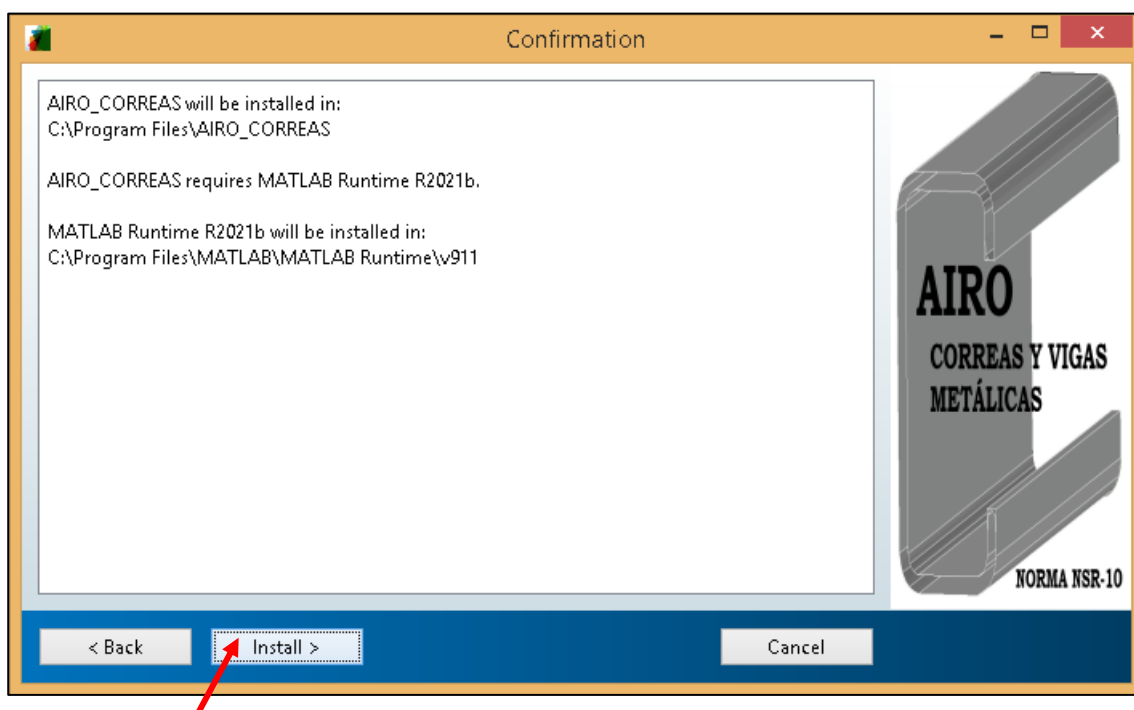 Confirmation
AIRO_CORREAS will be installed in:
C:\Program Files\AIRO_CORREAS
AIRO_CORREAS requires MATLAB Runtime R2021b.
MATLAB Runtime R2021b will be installed in:
C:\Program Files\MATLAB\MATLAB Runtime\v911
AIRO
CORREAS Y VIGAS
METÁLICAS
NORMA NSR-10
< Back
Install >
Cancel